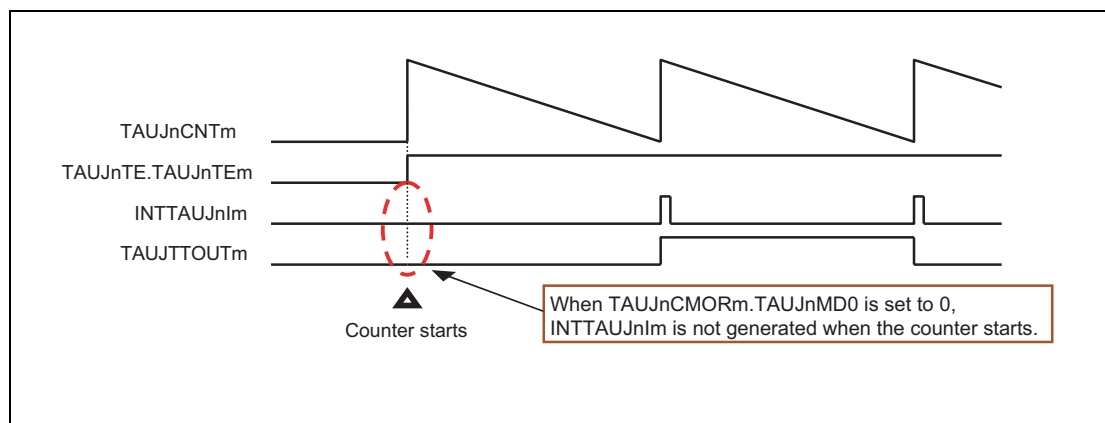 TAUJnCNTm
TAUJnTE.TAUJnTEm
INTTAUJnIm
TAUJTTOUTm
Counter starts
When TAUJnCMORm.TAUJnMD0 is set to 0,
INTTAUJnIm is not generated when the counter starts.